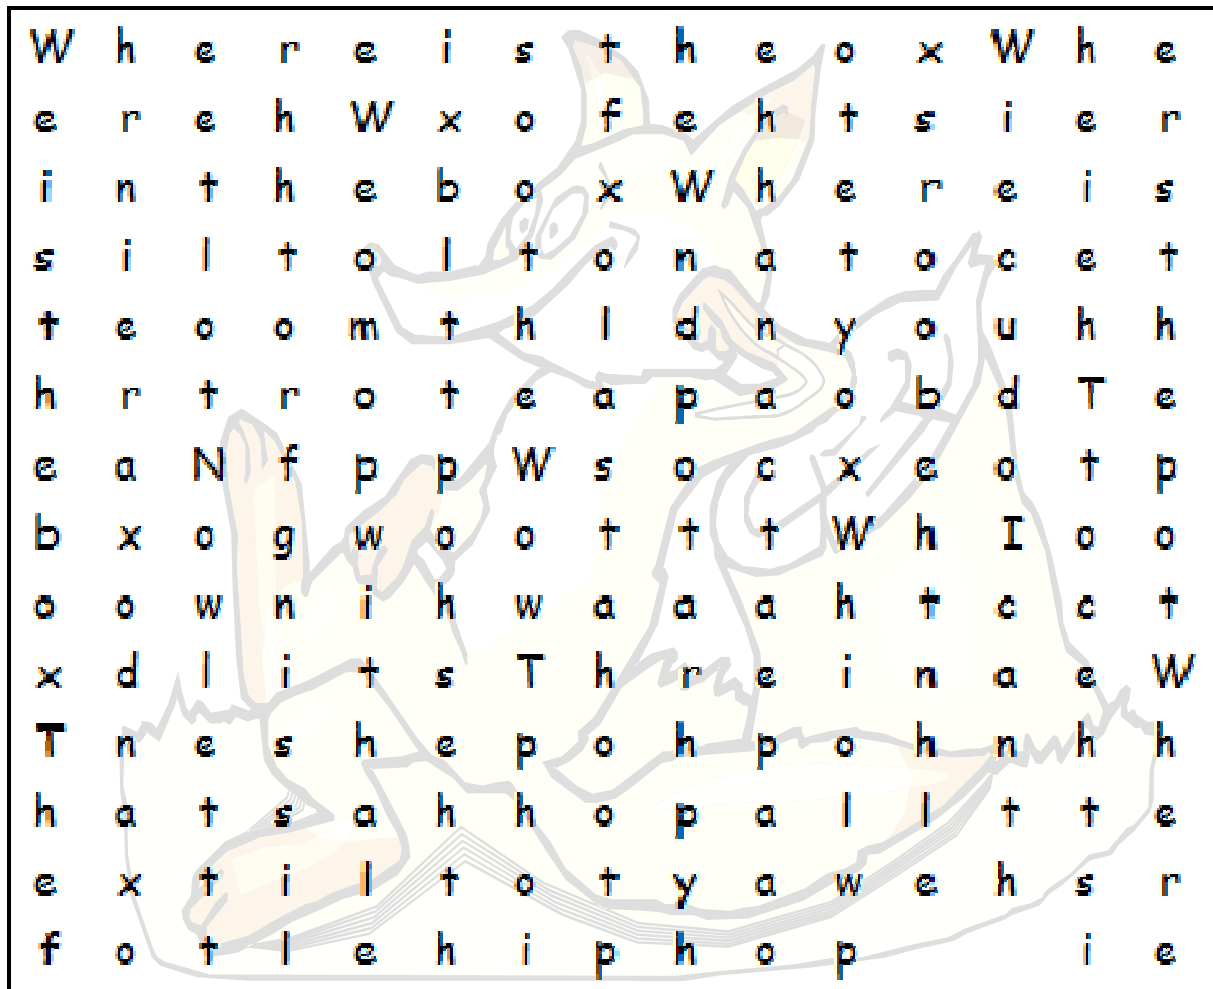 W h e r e i s t h e o x W h e
e r e h W x o f e h t s i e r
i n t h e b o x W h e r e i s
s i l t o l t o n a t o c e t
t e o o m t h l d n y o u h h
h r t r o t e a p a o b d T e
e a N f p p W s o c x e o t p
b x o g w o o t t t W h I o o
o o w n i h w a a a h t c c t
x d l i t s T h r e i n a e W
T n e s h e p o h p o h n h h
h a t s a h h o p a l l t t e
e x t i l t o t y a w e h s r
f o t l e h i p h o p i e